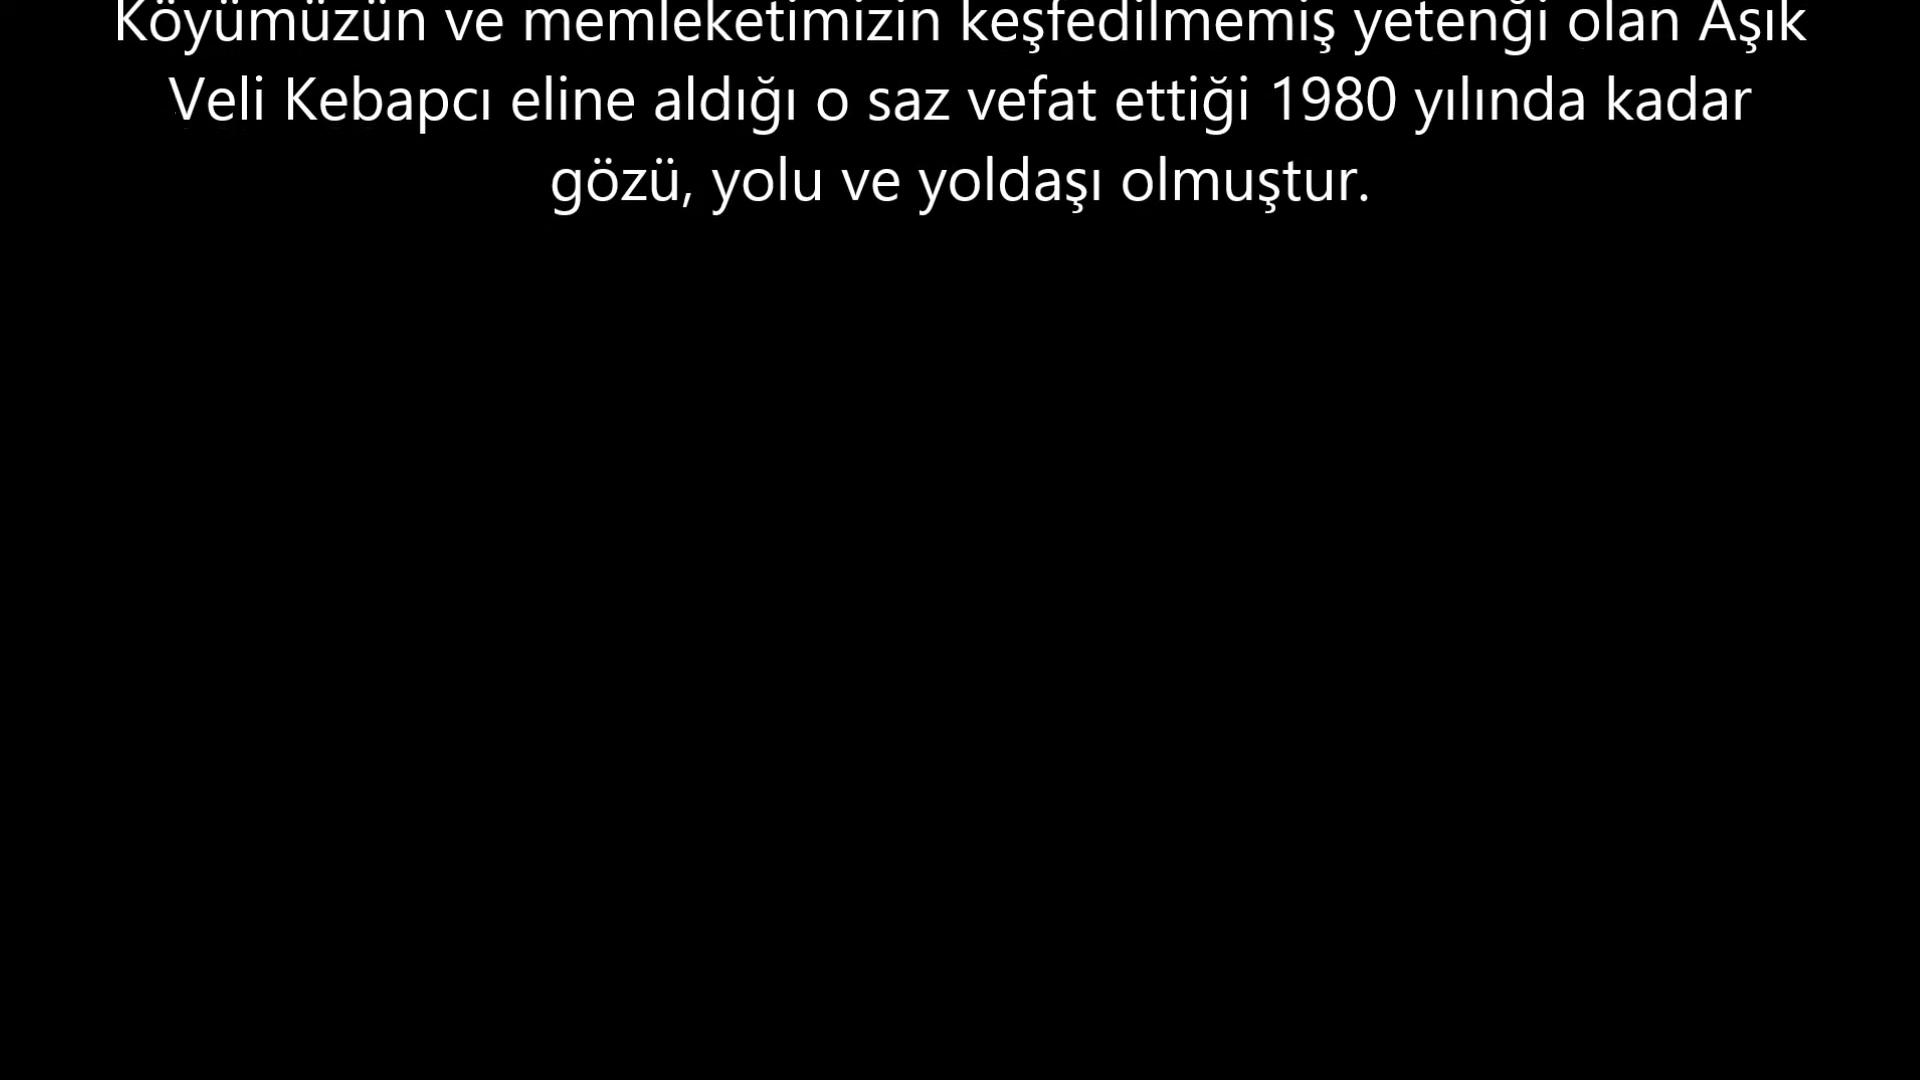 Köyümüzün ve memleketimizin keşfedilmemiş yetenği olan Aşık
Veli Kebapcı eline aldığı o saz vefat ettiği 1980 yılında kadar
gözü, yolu ve yoldaşı olmuştur.